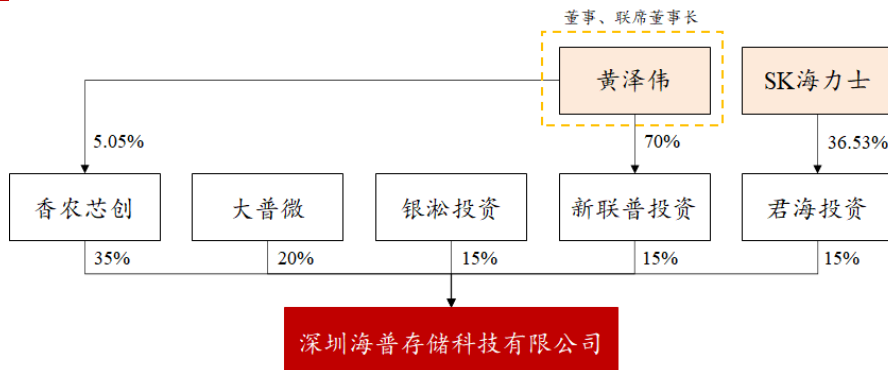 董事、联席董事长
黄泽伟
SK海力士
5.05%
70%
36.53%
香农芯创
大普微
银淞投资
新联普投资
君海投资
35%
20%
15%
15%
15%
深圳海普存储科技有限公司